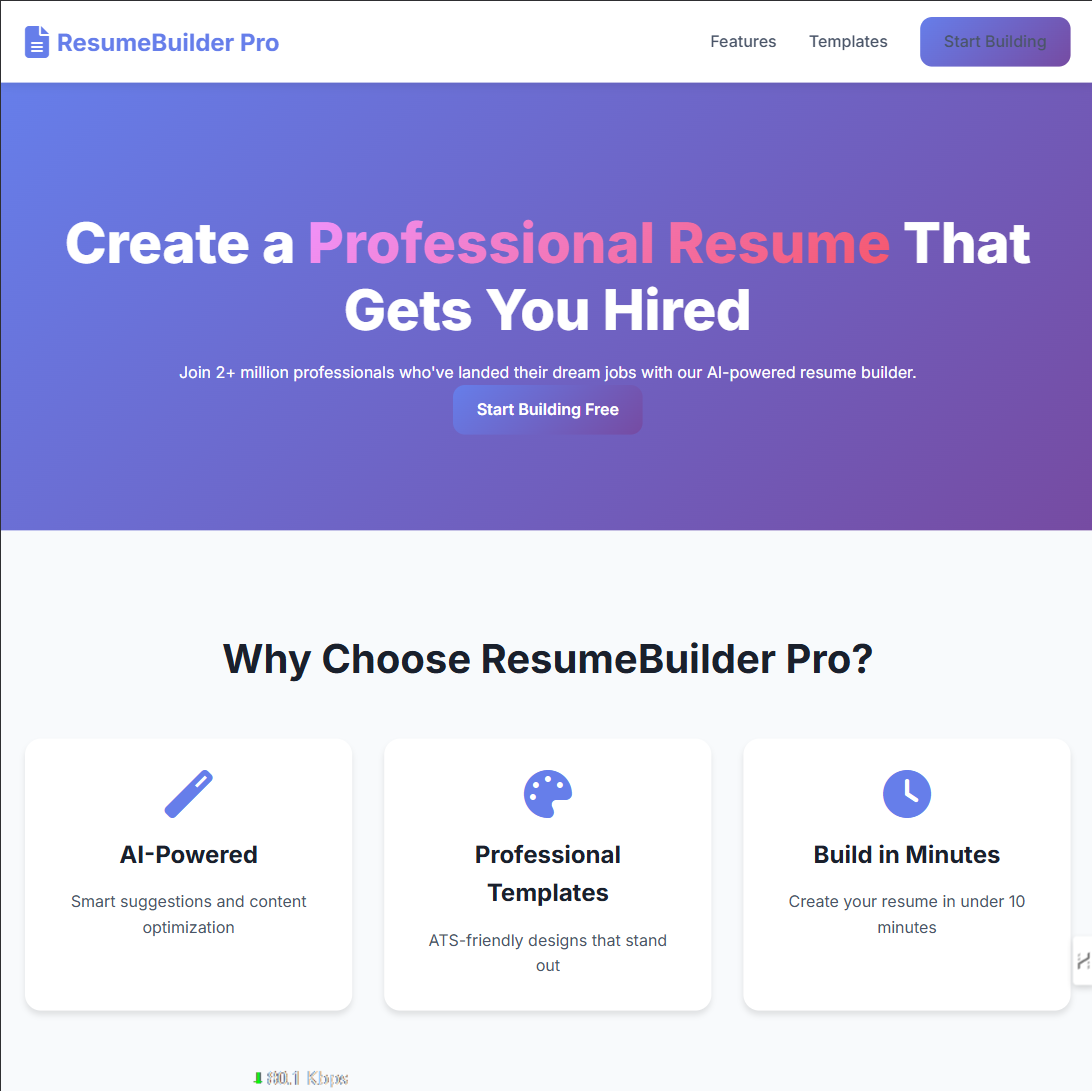 ResumeBuilder Pro
Features
Templates
Start Building
Create a Professional Resume That
Gets You Hired
Join 2+ million professionals who've landed their dream jobs with our AI-powered resume builder.
Start Building Free
Why Choose ResumeBuilder Pro?
AI-Powered
Smart suggestions and content
optimization
Professional
Templates
ATS-friendly designs that stand
out
Build in Minutes
Create your resume in under 10
minutes
80.1 Kbps